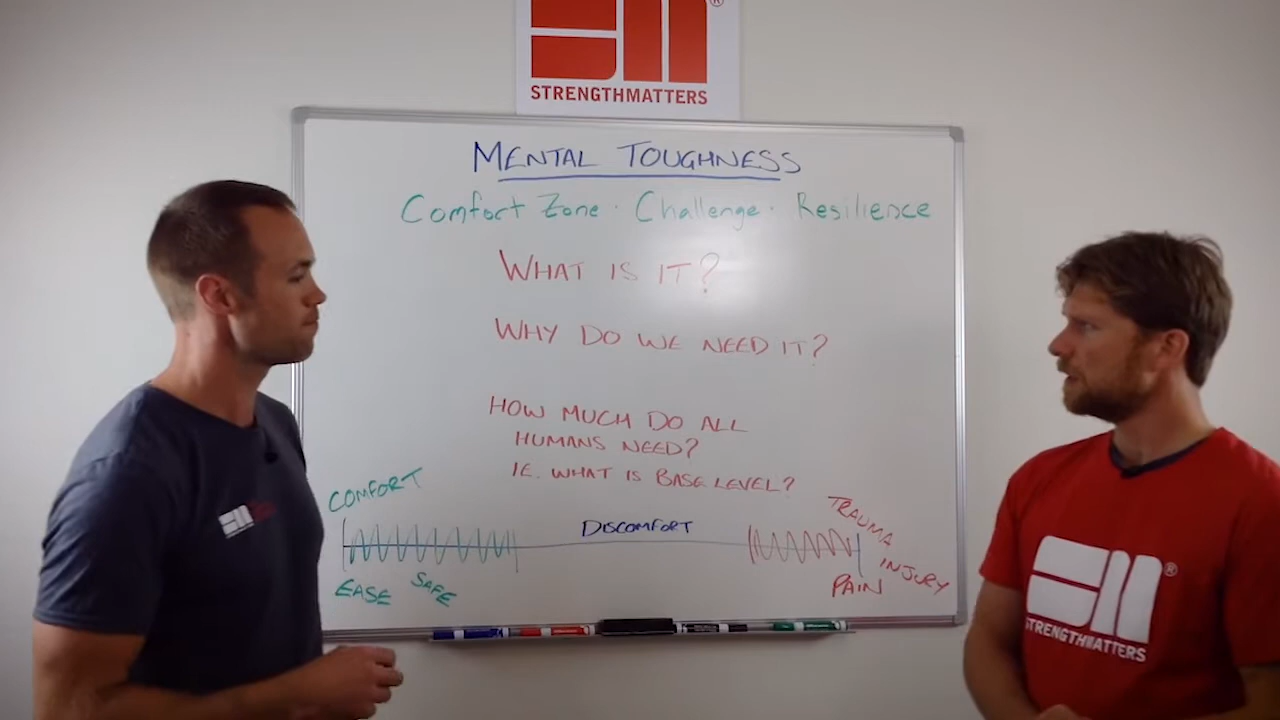 ®
STRENGTHMATTERS
MENTAL TOUGHNESS
Comfort Zone · Challenge · Resilience
WHAT IS IT?
WHY DO WE NEED IT?
HOW MUCH DO ALL
HUMANS NEED?
IE. WHAT IS BASE LEVEL?
COMFORT
DISCOMFORT
TRAUMA
INJURY
PAIN
EASE
SAFE
®
STRENGTHMATTERS